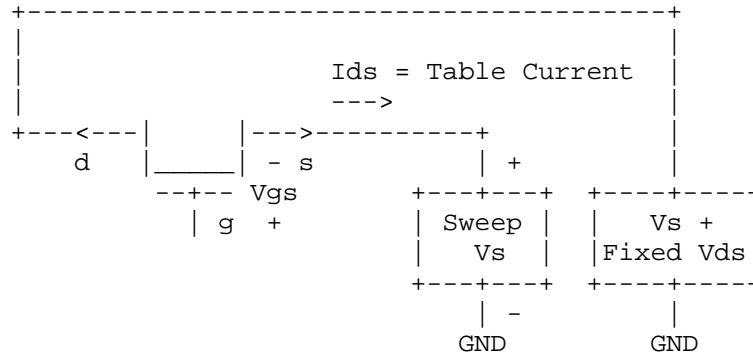 Ids = Table Current
--->
d - s
Vgs
g +
+
Sweep Vs +
Vs Fixed Vds
-
GND GND